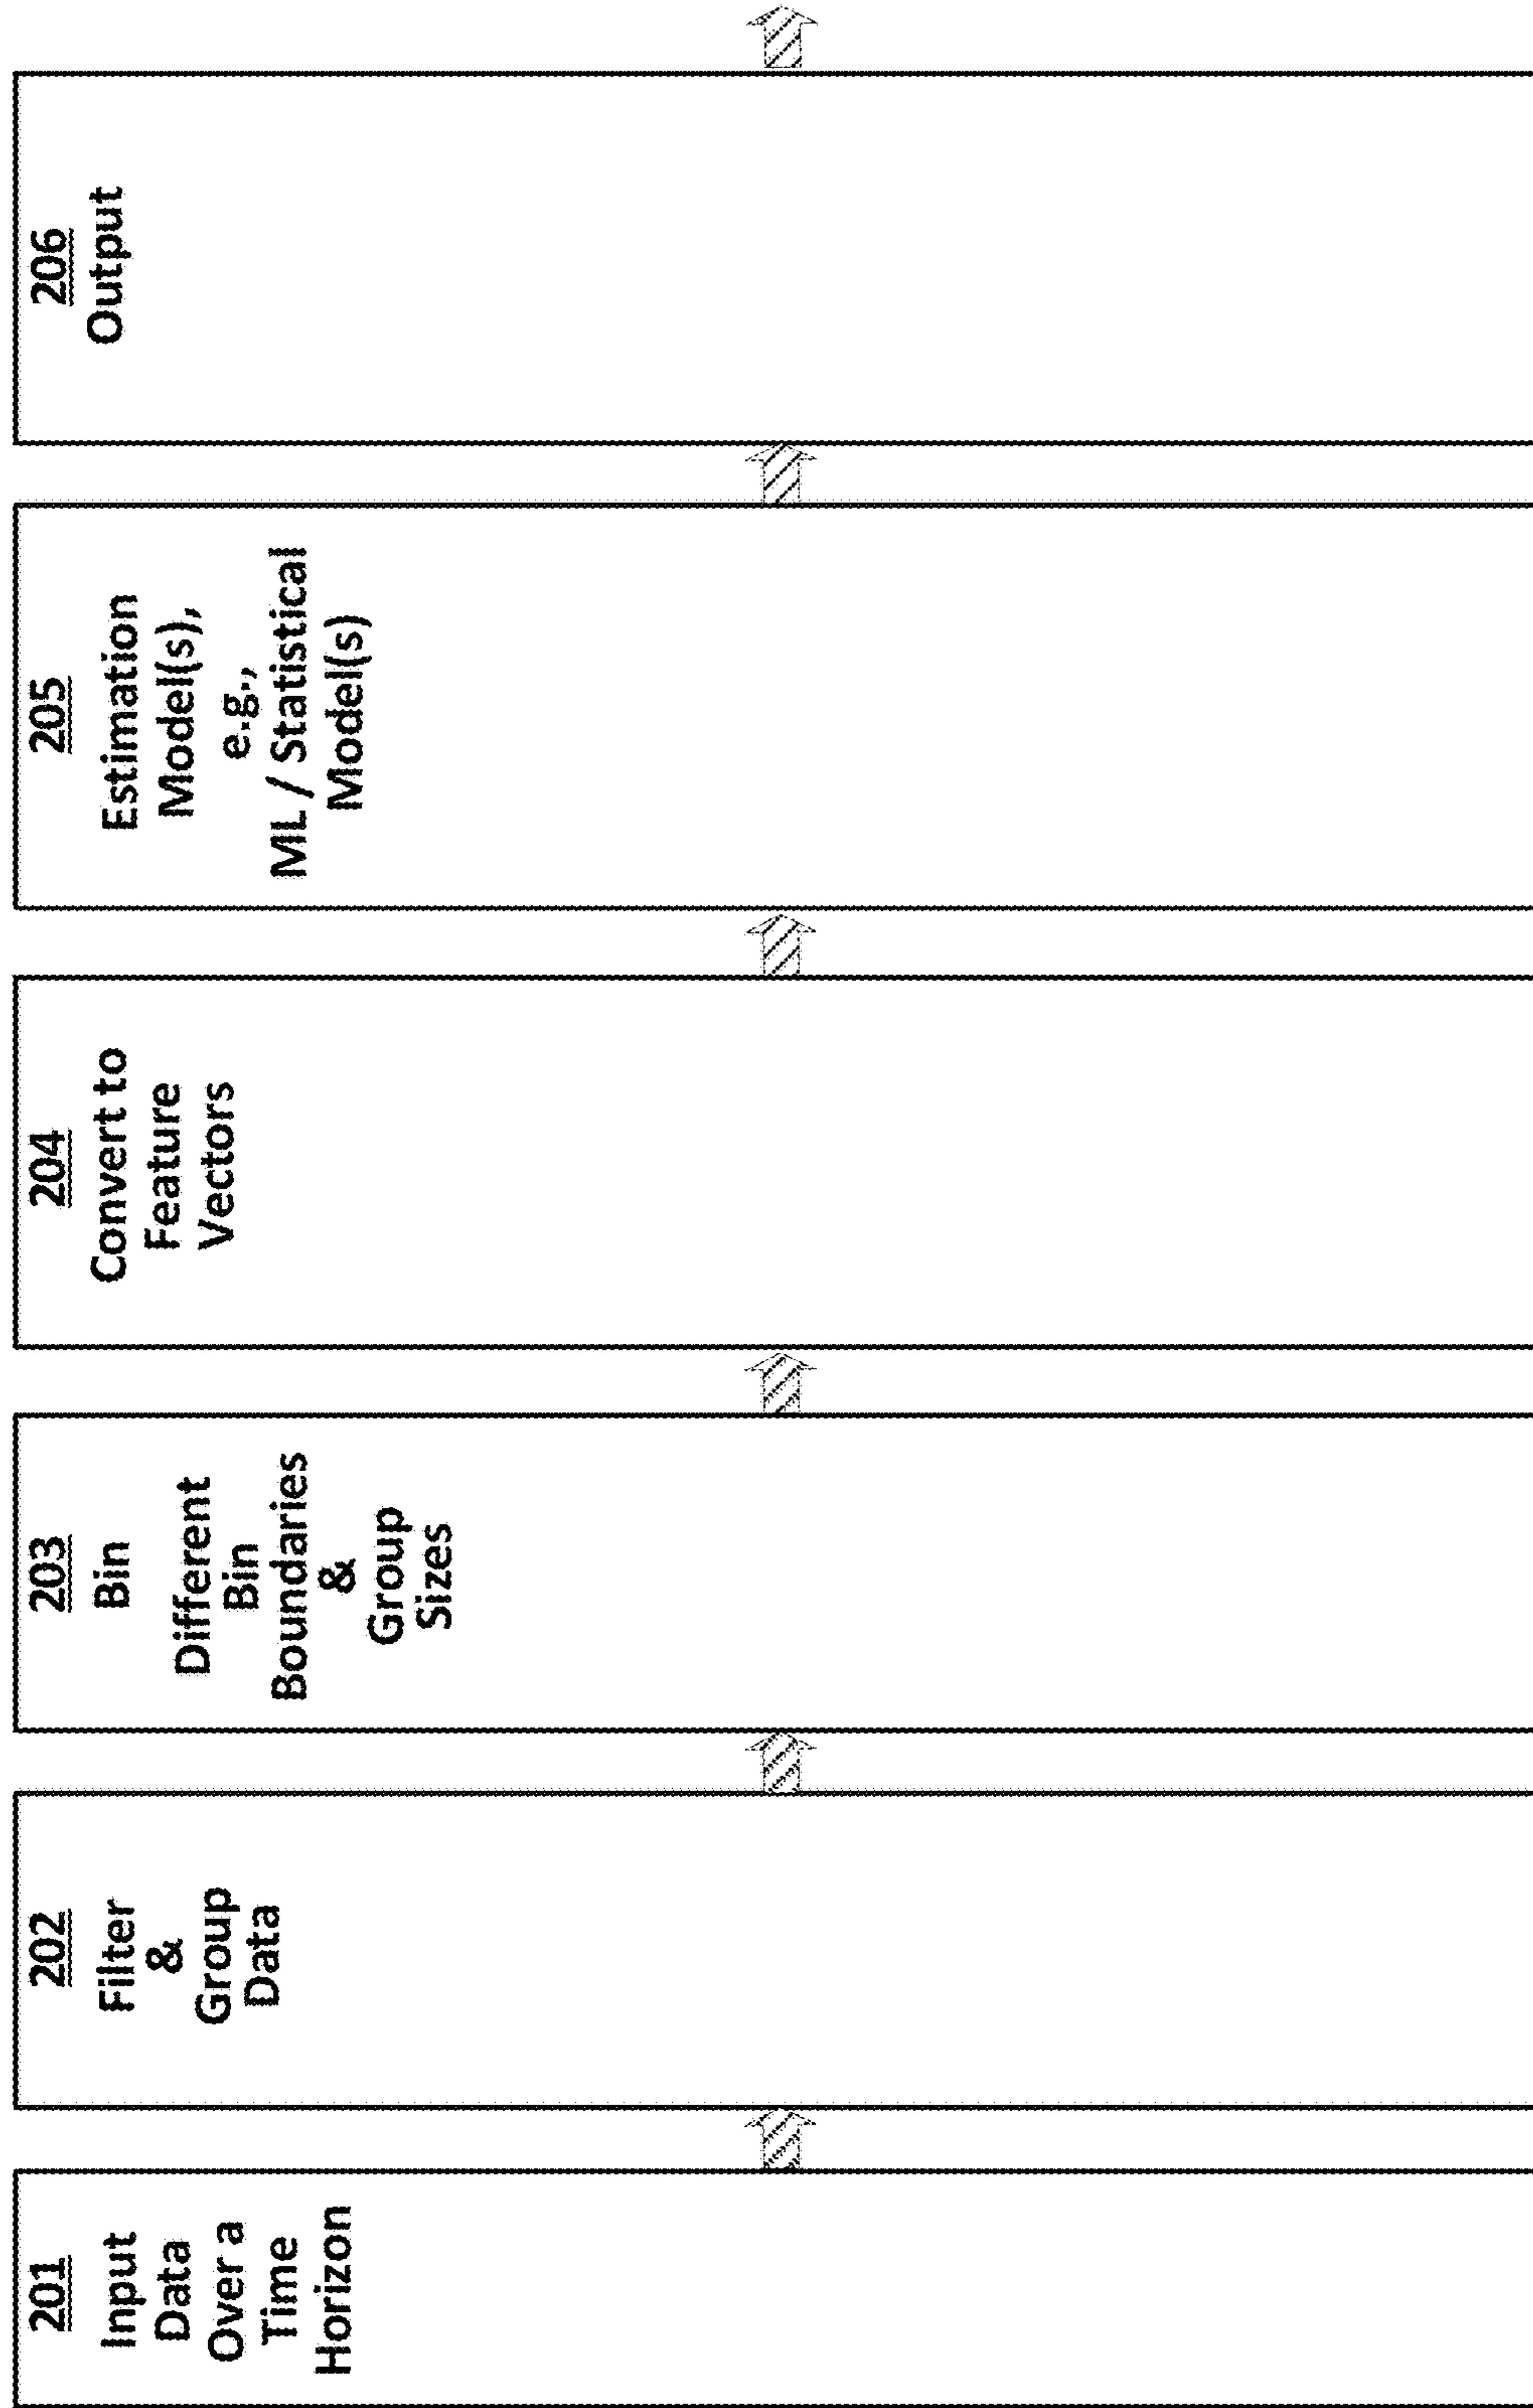 201
Input
Data
Over a
Time
Horizon
202
Filter
&
Group
Data
203
Bin
Different
Bin
Boundaries
&
Group
Sizes
204
Convert to
Feature
Vectors
205
Estimation
Model(s),
e.g.,
ML / Statistical
Model(s)
206
Output